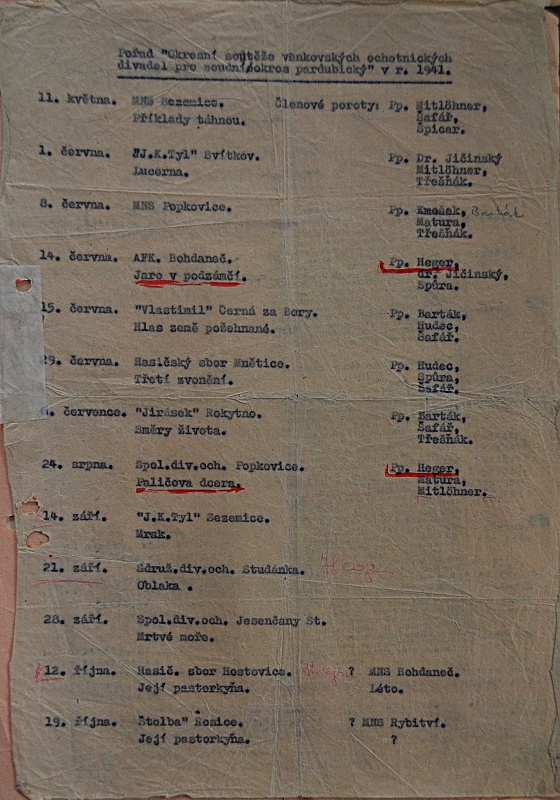 Pořad "Okresní soutěže venkovských ochotnických
divadel pro soudní okres pardubický" v r. 1941.
11. května. MNS Sezemice. Členové poroty: Pp. Mitlöhner,
Příklady táhnou. Šafář,
Špicar.
1. června. "J.K.Tyl" Svítkov. Pp. Dr. Jičínský
Lucerna. Mitlöhner,
Třešňák.
8. června. MNS Popkovice. Pp. Kmoňek, Barták
Matura,
Třešňák.
14. června. AFK. Bohdaneč. Pp. Heger,
Jaro v podzámčí. dr. Jičínský,
Spůra.
15. června. "Vlastimil" Černá za Bory. Pp. Barták,
Hlas země požehnané. Hudec,
Šafář.
29. června. Hasičský sbor Mnětice. Pp. Hudec,
Třetí zvonění. Spůra,
Šafář.
července. "Jirásek" Rokytno. Pp. Barták,
Směry života. Šafář,
Třešňák.
24. srpna. Spol.div.och. Popkovice. Pp. Heger,
Paličova dcera. Matura,
Mitlöhner.
14. září. "J.K.Tyl" Sezemice.
Mrak.
21. září. Sdruž.div.och. Studánka.
Oblaka .
28. září. Spol.div.och. Jesenčany St.
Mrtvé moře.
12. října. Hasič. sbor Hostovice. ? MNS Bohdaneč.
Její pastorkyňa. Léto.
19. října. Štolba" Rosice. ? MNS Rybitví.
Její pastorkyňa. ?